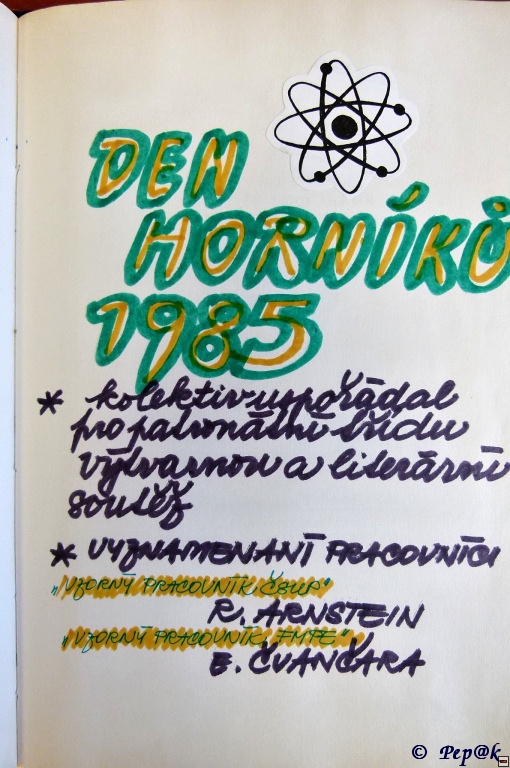 DEN
HORNÍKŮ
1985
* kolektiv uspořádal
pro patronátní třídu
výtvarnou a literární
soutěž
* VYZNAMENANÍ PRACOVNÍCI
„VZORNÝ PRACOVNÍK ČSUP"
R. ARNSTEIN
„VZORNÝ PRACOVNÍK FMPE"
E. ČVANČARA
© Pep@k